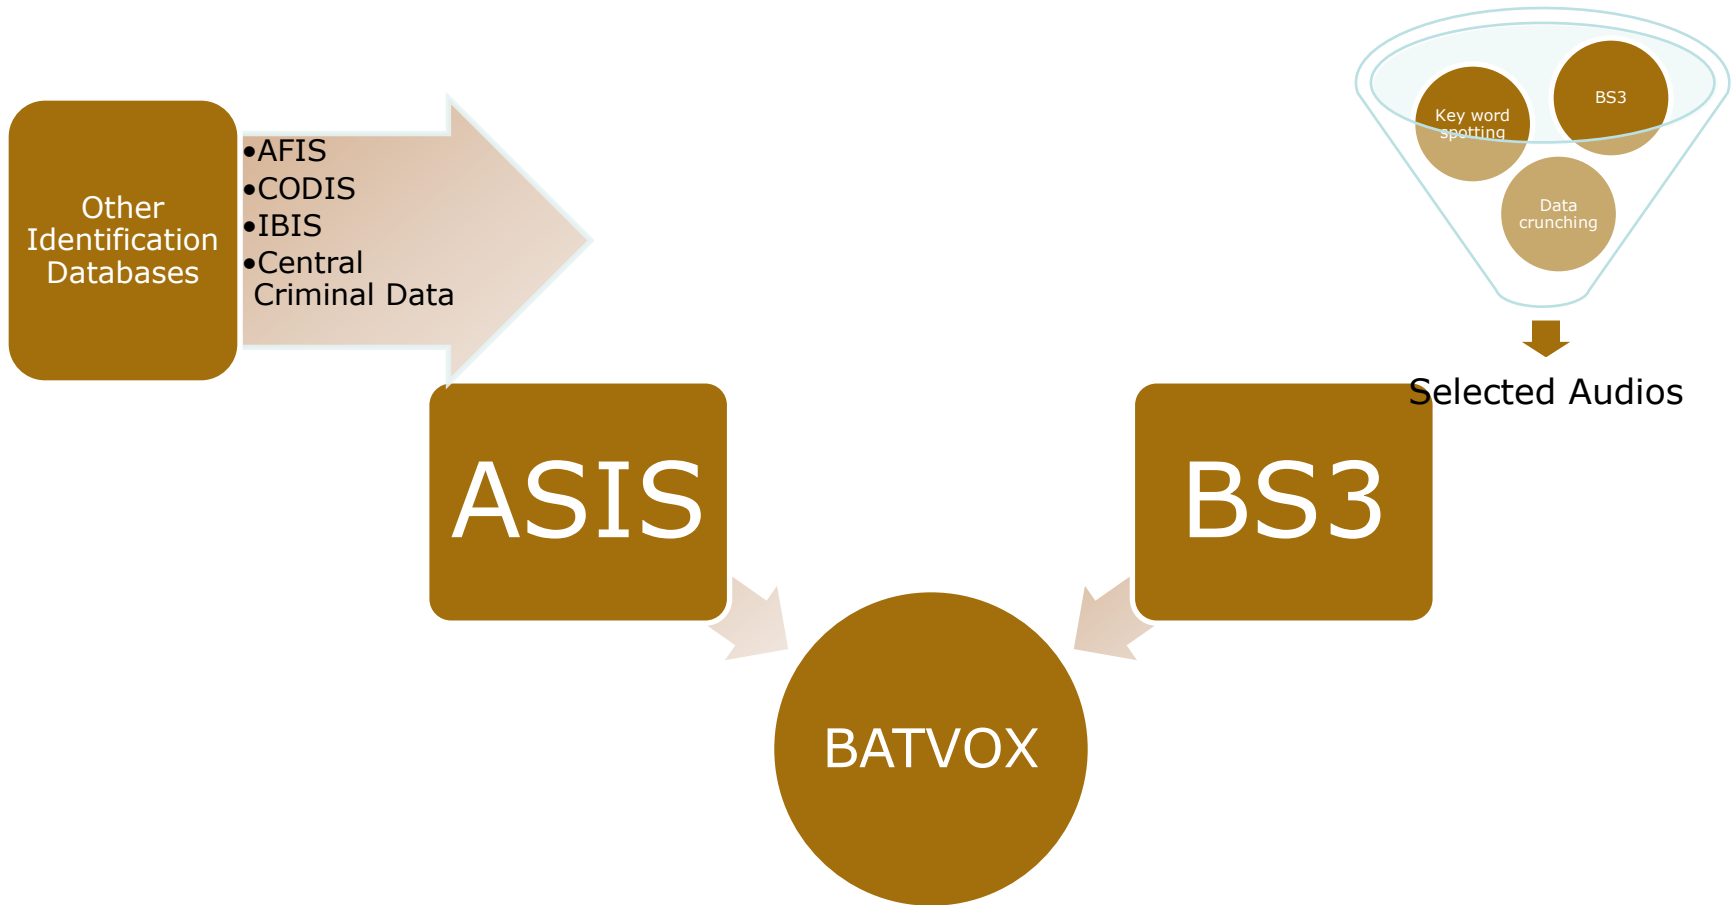 Other
Identification
Databases
•AFIS
•CODIS
•IBIS
•Central
Criminal Data
Key word
spotting
BS3
Data
crunching
Selected Audios
ASIS
BS3
BATVOX